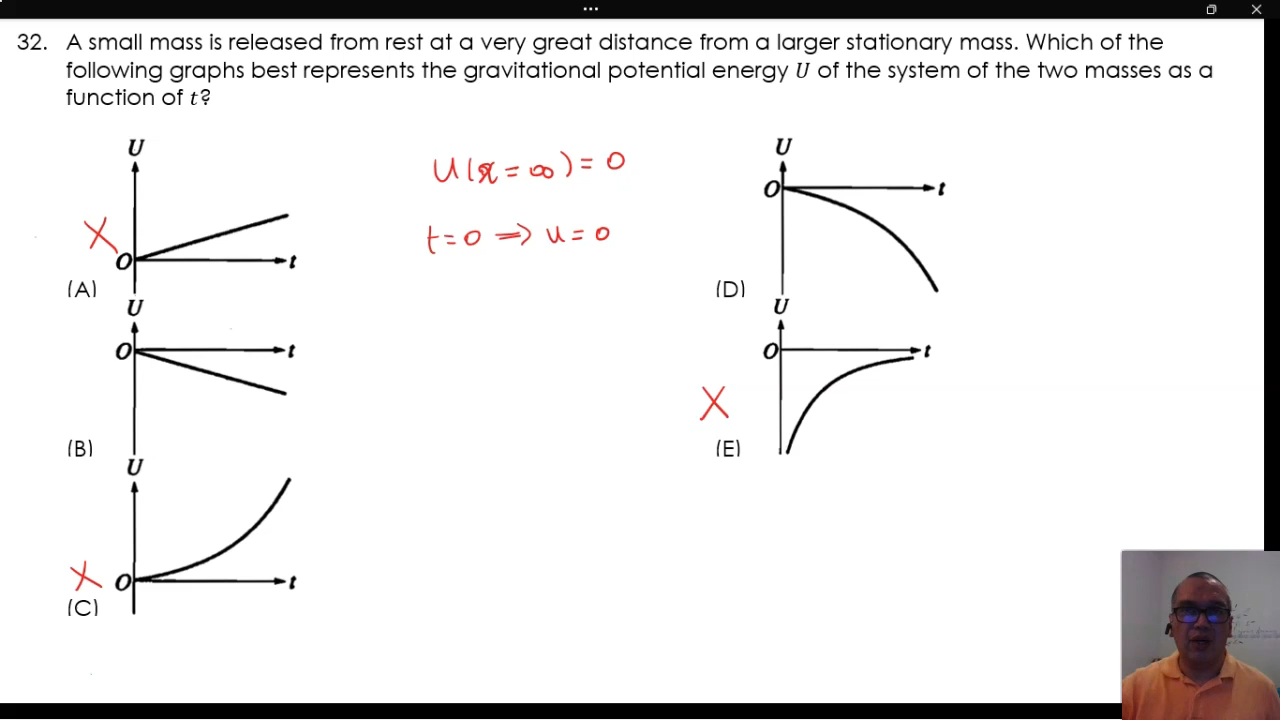 32. A small mass is released from rest at a very great distance from a larger stationary mass. Which of the
following graphs best represents the gravitational potential energy U of the system of the two masses as a
function of t?
U
X
O
t
(A)
U
O
t
(B)
U
X
O
t
(C)
U(x = ∞) = 0
t = 0 ⇒ u = 0
U
O
t
(D)
U
O
t
X
(E)